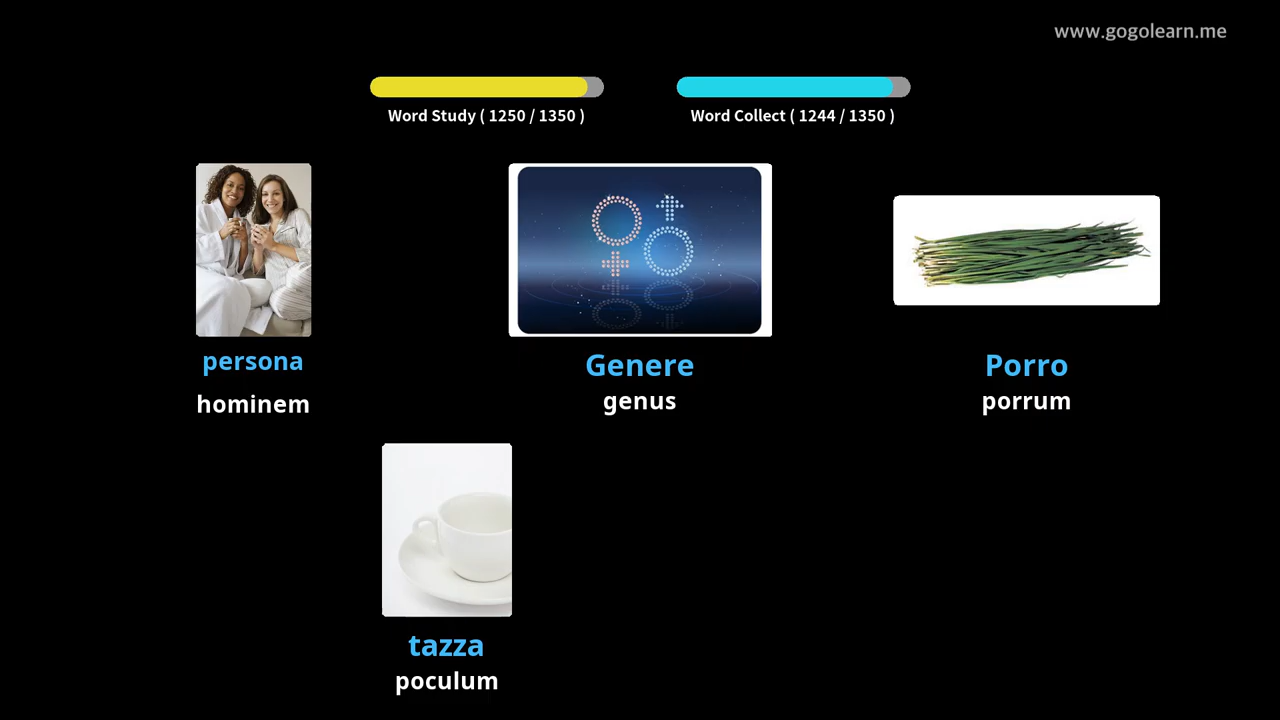 www.gogolearn.me
Word Study ( 1250 / 1350 )
Word Collect ( 1244 / 1350 )
persona
hominem
Genere
genus
Porro
porrum
tazza
poculum